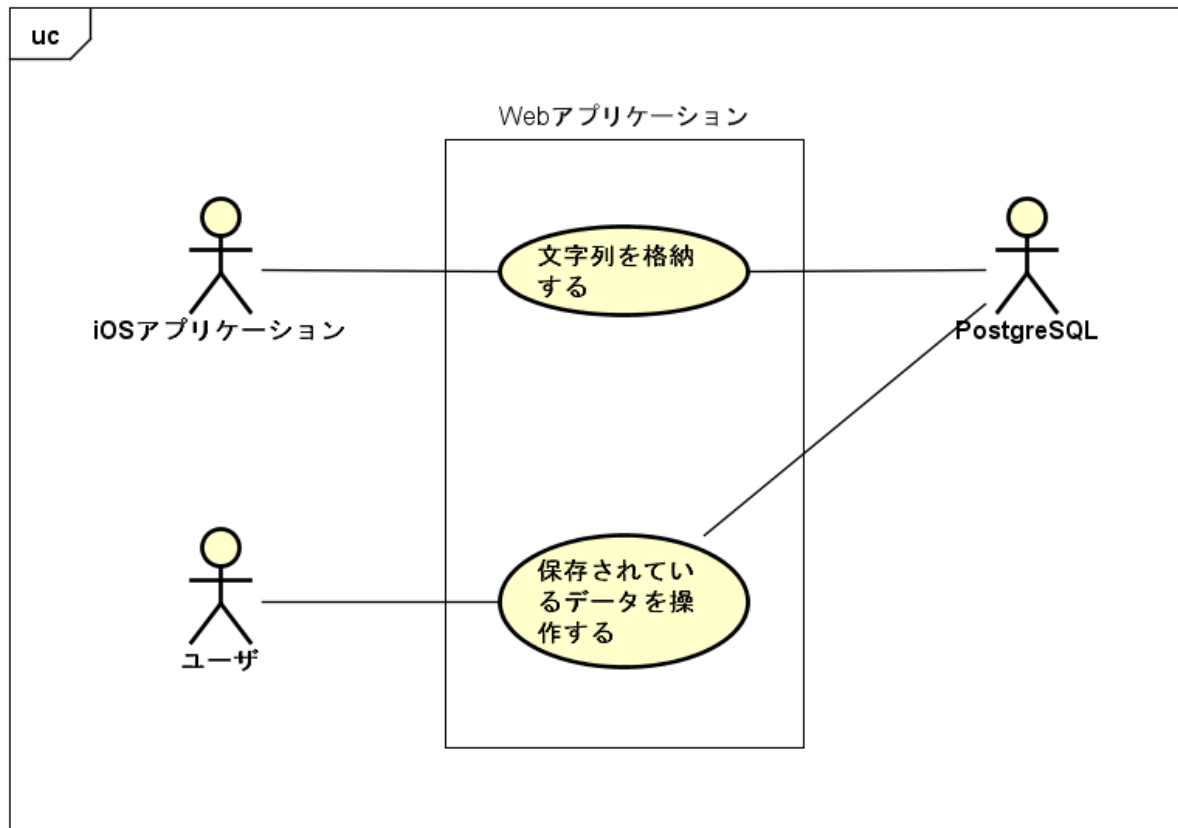 uc
Webアプリケーション
文字列を格納
する
iOSアプリケーション
PostgreSQL
保存されてい
るデータを操
作する
ユーザ